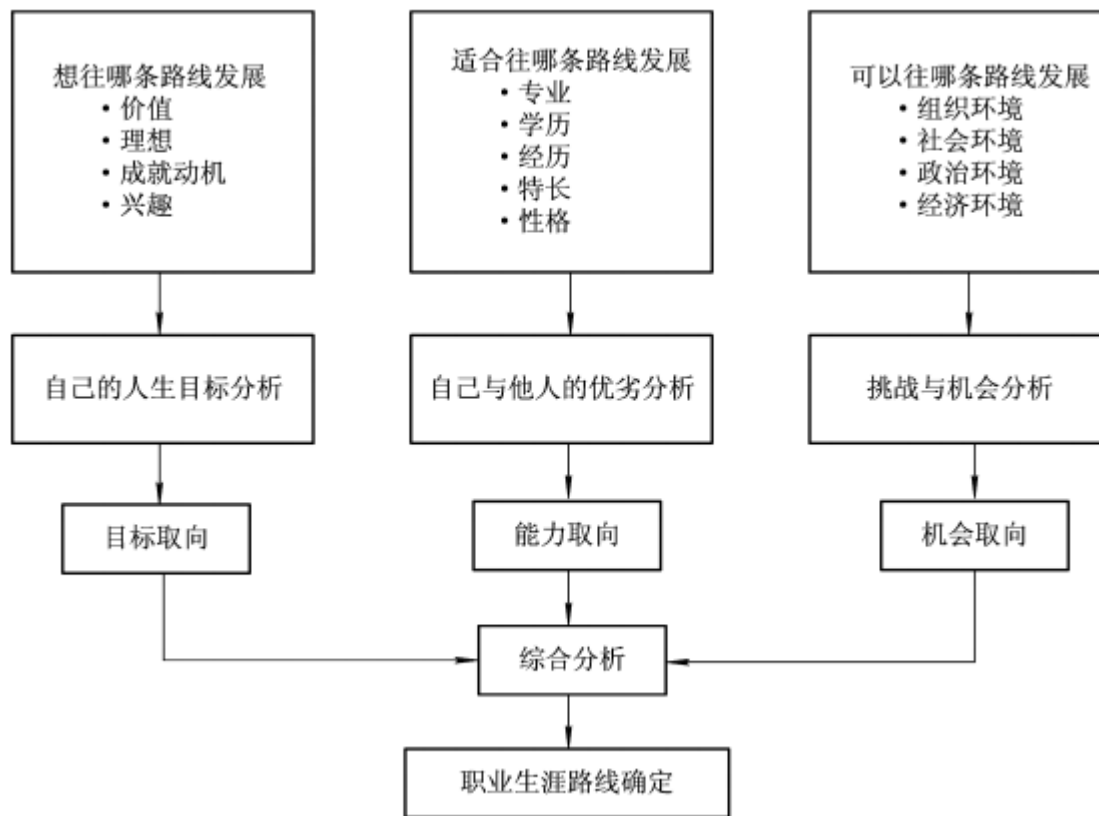 想往哪条路线发展
• 价值
• 理想
• 成就动机
• 兴趣
适合往哪条路线发展
• 专业
• 学历
• 经历
• 特长
• 性格
可以往哪条路线发展
• 组织环境
• 社会环境
• 政治环境
• 经济环境
自己的人生目标分析
自己与他人的优劣分析
挑战与机会分析
目标取向
能力取向
机会取向
综合分析
职业生涯路线确定